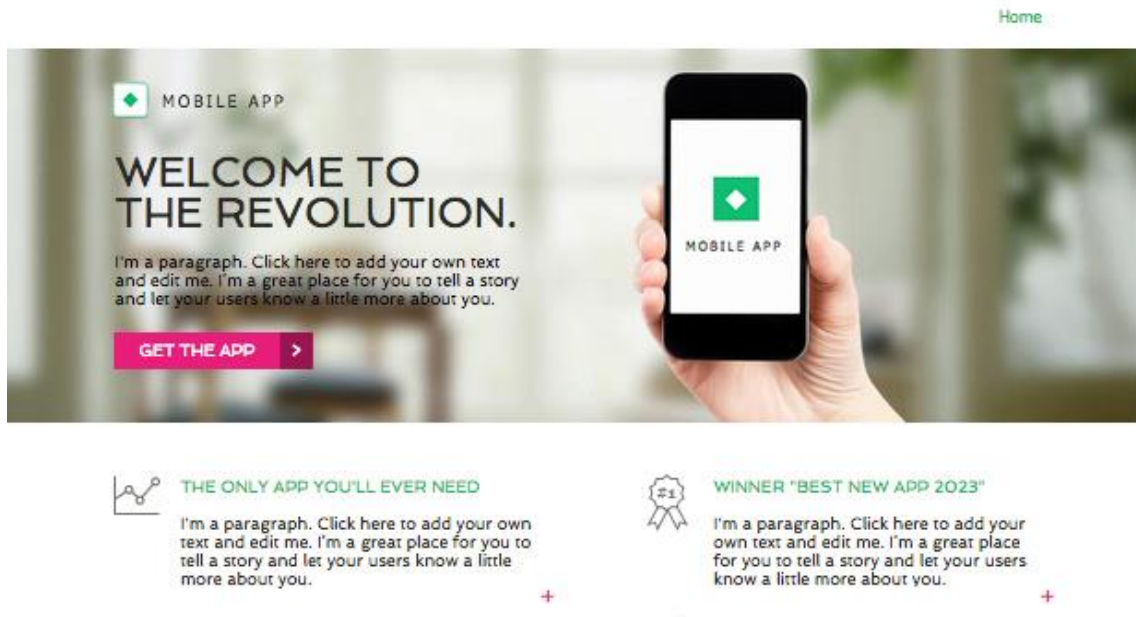 Home
MOBILE APP
WELCOME TO
THE REVOLUTION.
I'm a paragraph. Click here to add your own text
and edit me. I'm a great place for you to tell a story
and let your users know a little more about you.
GET THE APP >
MOBILE APP
THE ONLY APP YOU'LL EVER NEED
I'm a paragraph. Click here to add your own
text and edit me. I'm a great place for you to
tell a story and let your users know a little
more about you.
+
#1
WINNER "BEST NEW APP 2023"
I'm a paragraph. Click here to add your
own text and edit me. I'm a great place
for you to tell a story and let your users
know a little more about you.
+